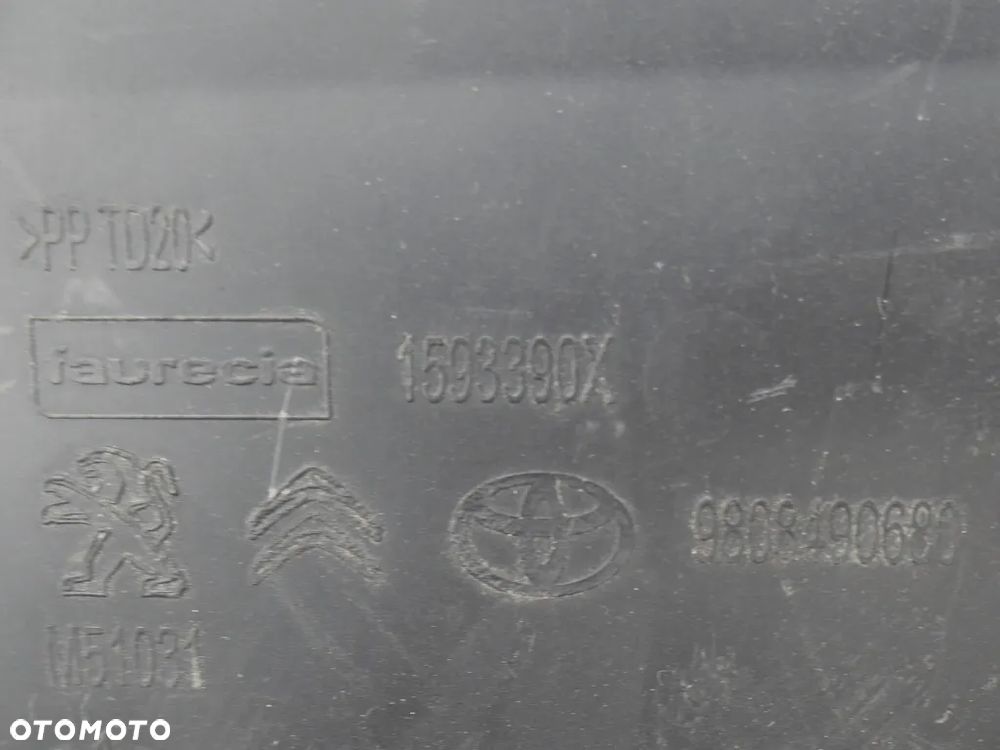 >PP TD20<
faurecia
1593390X
9808490680
M51031
OTOMOTO